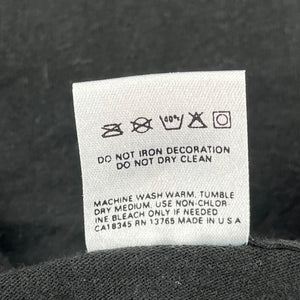 40%
DO NOT IRON DECORATION
DO NOT DRY CLEAN
MACHINE WASH WARM, TUMBLE
DRY MEDIUM. USE NON-CHLOR-
INE BLEACH ONLY IF NEEDED
CA18345 RN 13765 MADE IN U S A